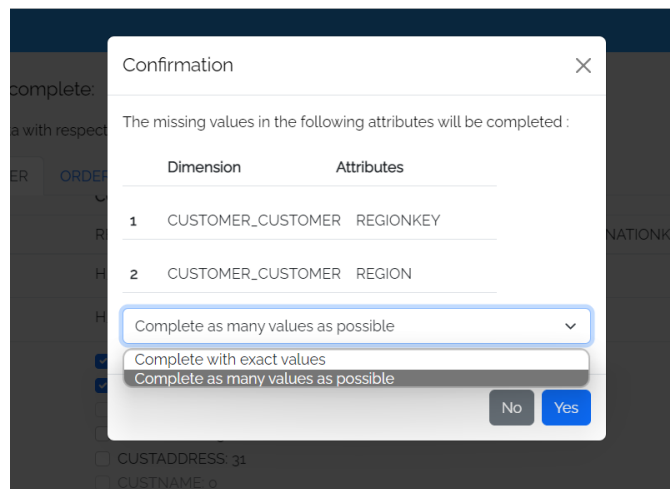 Confirmation
complete:
The missing values in the following attributes will be completed :
a with respect
Dimension Attributes
ER ORDER
1 CUSTOMER_CUSTOMER REGIONKEY
NATIONK
2 CUSTOMER_CUSTOMER REGION
Complete as many values as possible
Complete with exact values
Complete as many values as possible
No Yes
CUSTADDRESS: 31
CUSTNAME: 0